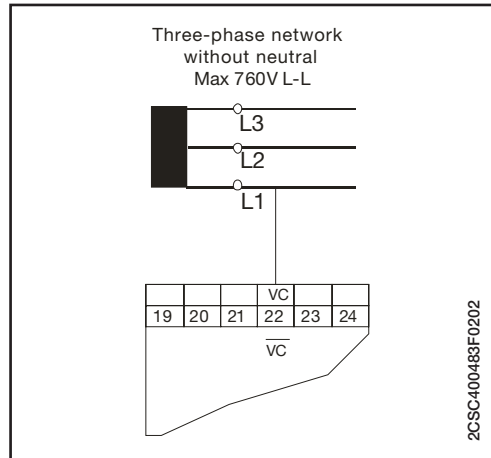 Three-phase network
without neutral
Max 760V L-L
L3
L2
L1
VC
19 20 21 22 23 24
VC
2CSC400483F0202